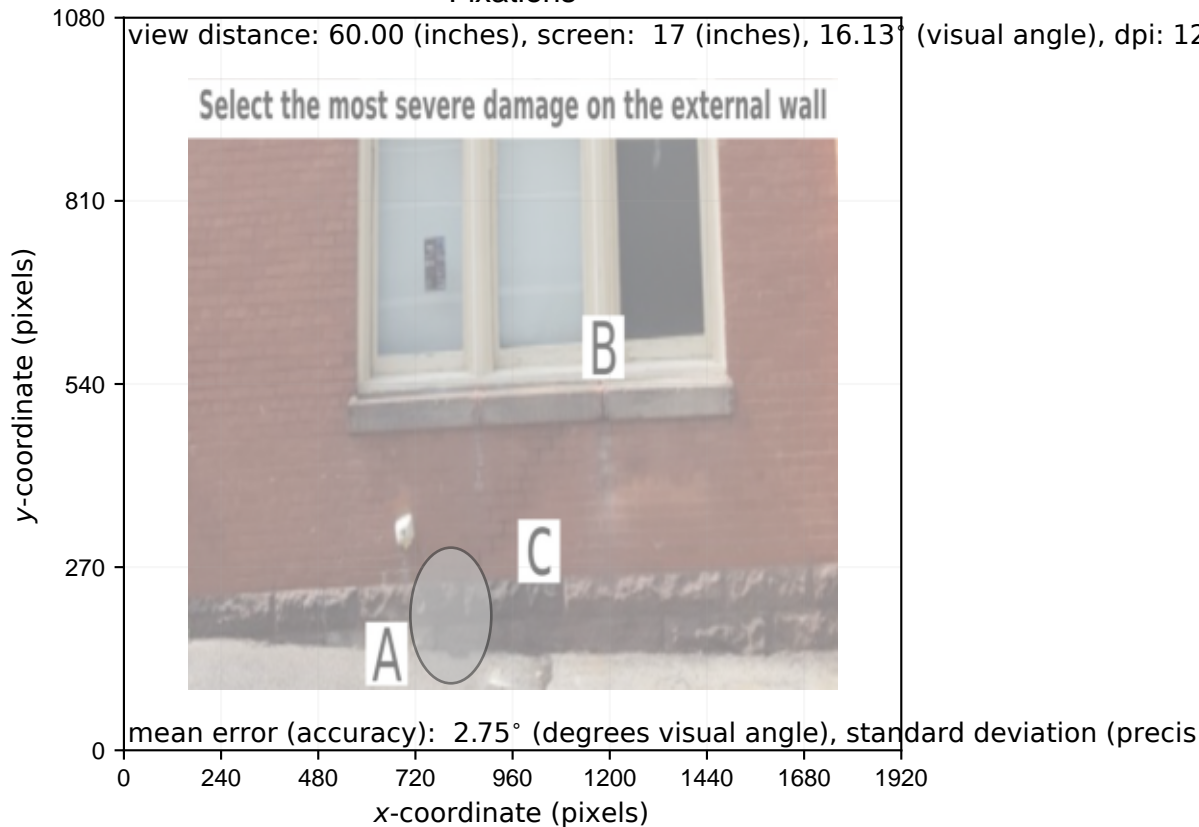 1080
view distance: 60.00 (inches), screen:  17 (inches), 16.13° (visual angle), dpi: 12
Select the most severe damage on the external wall
810
B
540
y-coordinate (pixels)
C
270
A
mean error (accuracy):  2.75° (degrees visual angle), standard deviation (precis
0
0 240 480 720 960 1200 1440 1680 1920
x-coordinate (pixels)